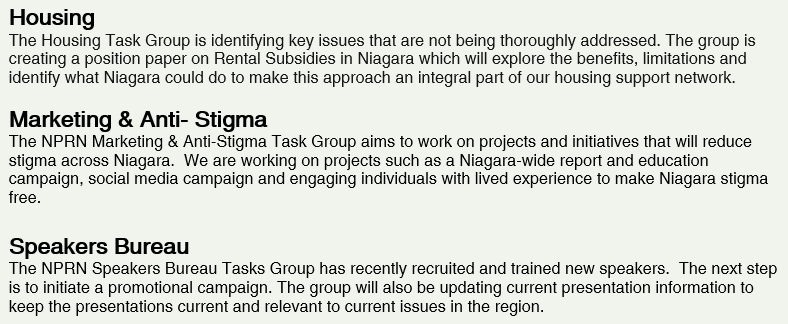 Housing
The Housing Task Group is identifying key issues that are not being thoroughly addressed. The group is
creating a position paper on Rental Subsidies in Niagara which will explore the benefits, limitations and
identify what Niagara could do to make this approach an integral part of our housing support network.
Marketing & Anti- Stigma
The NPRN Marketing & Anti-Stigma Task Group aims to work on projects and initiatives that will reduce
stigma across Niagara.  We are working on projects such as a Niagara-wide report and education
campaign, social media campaign and engaging individuals with lived experience to make Niagara stigma
free.
Speakers Bureau
The NPRN Speakers Bureau Tasks Group has recently recruited and trained new speakers.  The next step
is to initiate a promotional campaign. The group will also be updating current presentation information to
keep the presentations current and relevant to current issues in the region.